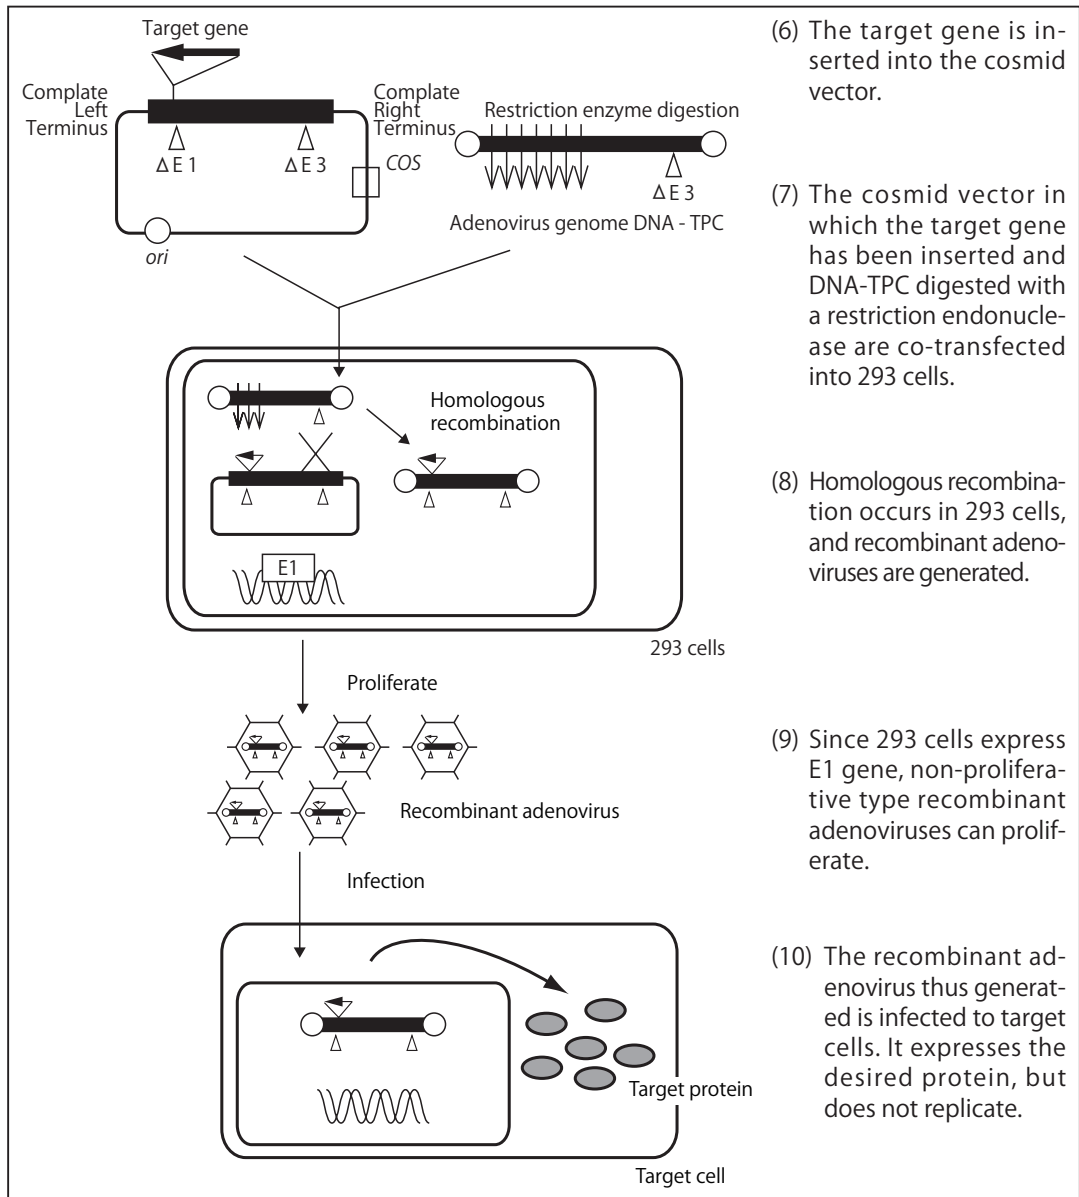 Target gene
Complate
Left
Terminus
Complate
Right
Terminus
Restriction enzyme digestion
Δ E 1
Δ E 3
COS
Δ E 3
ori
Adenovirus genome DNA - TPC
Homologous
recombination
E1
293 cells
Proliferate
Recombinant adenovirus
Infection
Target protein
Target cell
(6) The target gene is in-
serted into the cosmid
vector.
(7) The cosmid vector in
which the target gene
has been inserted and
DNA-TPC digested with
a restriction endonucle-
ase are co-transfected
into 293 cells.
(8) Homologous recombina-
tion occurs in 293 cells,
and recombinant adeno-
viruses are generated.
(9) Since 293 cells express
E1 gene, non-prolifera-
tive type recombinant
adenoviruses can prolif-
erate.
(10) The recombinant ad-
enovirus thus generat-
ed is infected to target
cells. It expresses the
desired protein, but
does not replicate.